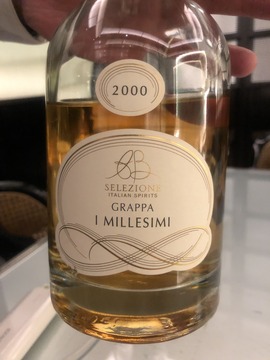 2000
SELEZIONE
ITALIAN SPIRITS
GRAPPA
I MILLESIMI